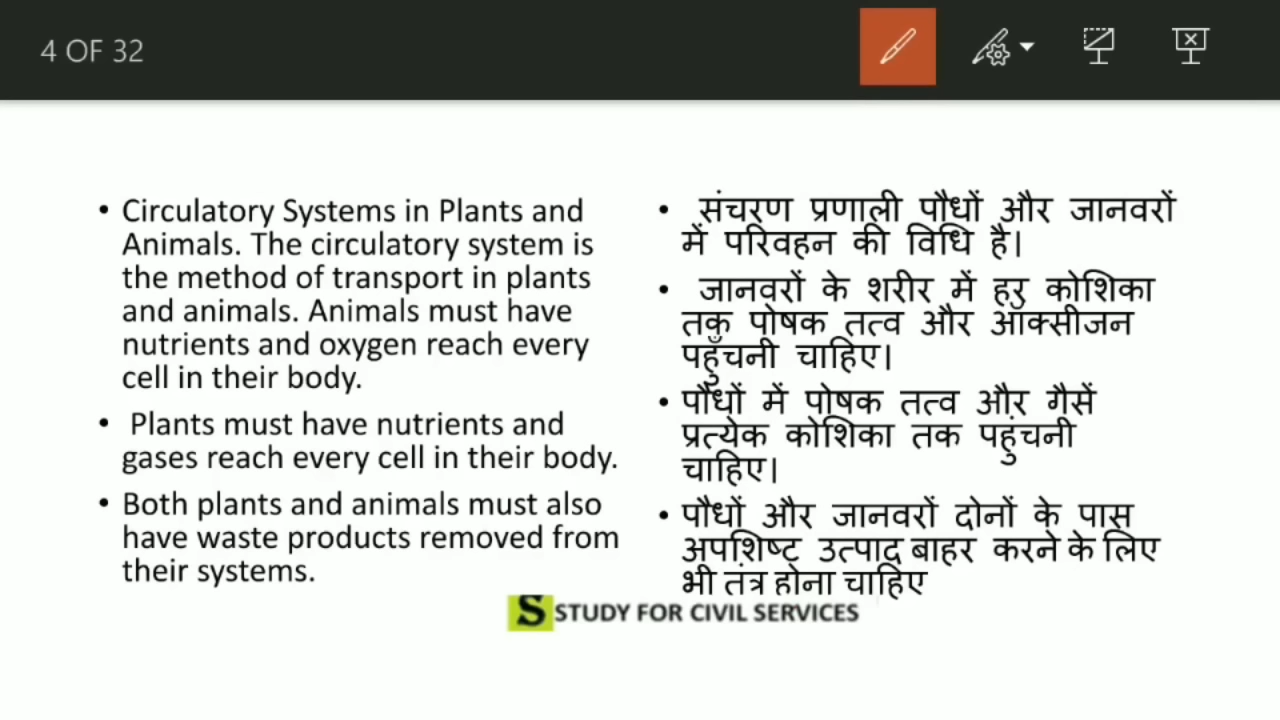 4 OF 32
• Circulatory Systems in Plants and
Animals. The circulatory system is
the method of transport in plants
and animals. Animals must have
nutrients and oxygen reach every
cell in their body.
• Plants must have nutrients and
gases reach every cell in their body.
• Both plants and animals must also
have waste products removed from
their systems.
• संचरण प्रणाली पौधों और जानवरों
में परिवहन की विधि है।
• जानवरों के शरीर में हर कोशिका
तक पोषक तत्व और ऑक्सीजन
पहुँचनी चाहिए।
• पौधों में पोषक तत्व और गैसें
प्रत्येक कोशिका तक पहुंचनी
चाहिए।
• पौधों और जानवरों दोनों के पास
अपशिष्ट उत्पाद बाहर करने के लिए
भी तंत्र होना चाहिए
S STUDY FOR CIVIL SERVICES